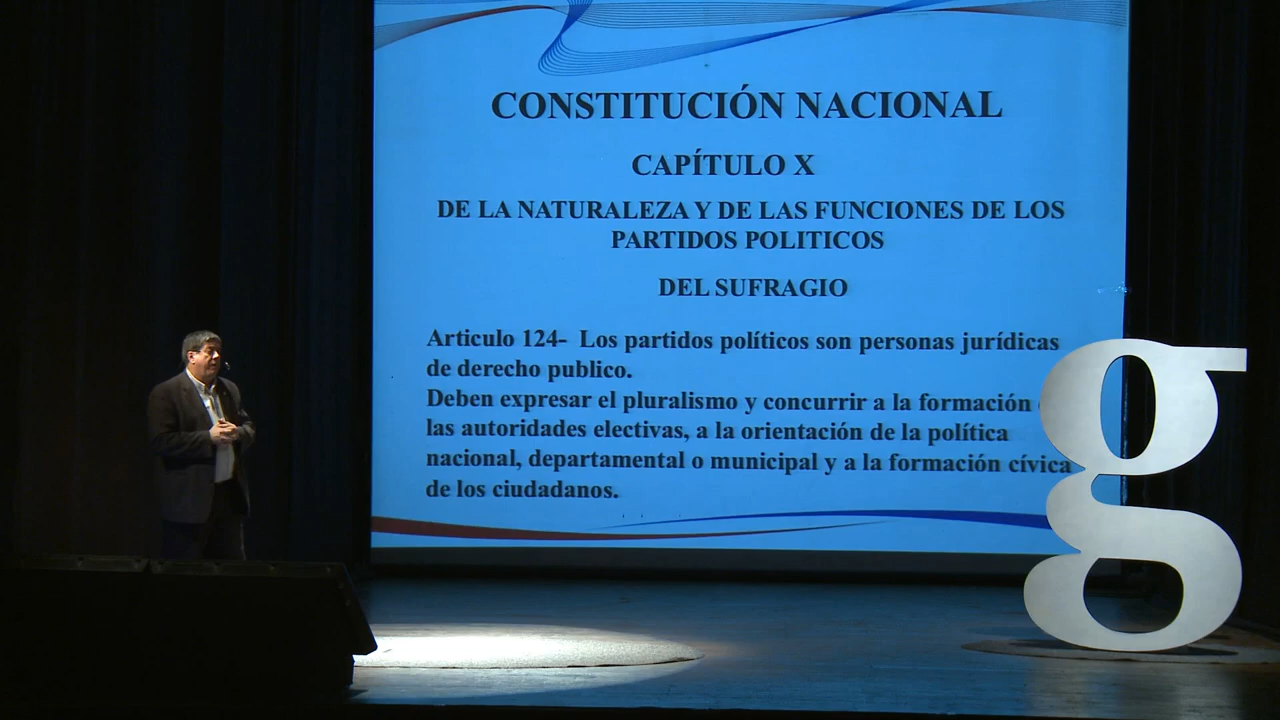 CONSTITUCIÓN NACIONAL
CAPÍTULO X
DE LA NATURALEZA Y DE LAS FUNCIONES DE LOS
PARTIDOS POLITICOS
DEL SUFRAGIO
Articulo 124- Los partidos políticos son personas jurídicas
de derecho publico.
Deben expresar el pluralismo y concurrir a la formación
las autoridades electivas, a la orientación de la política
nacional, departamental o municipal y a la formación cívica
de los ciudadanos.
g